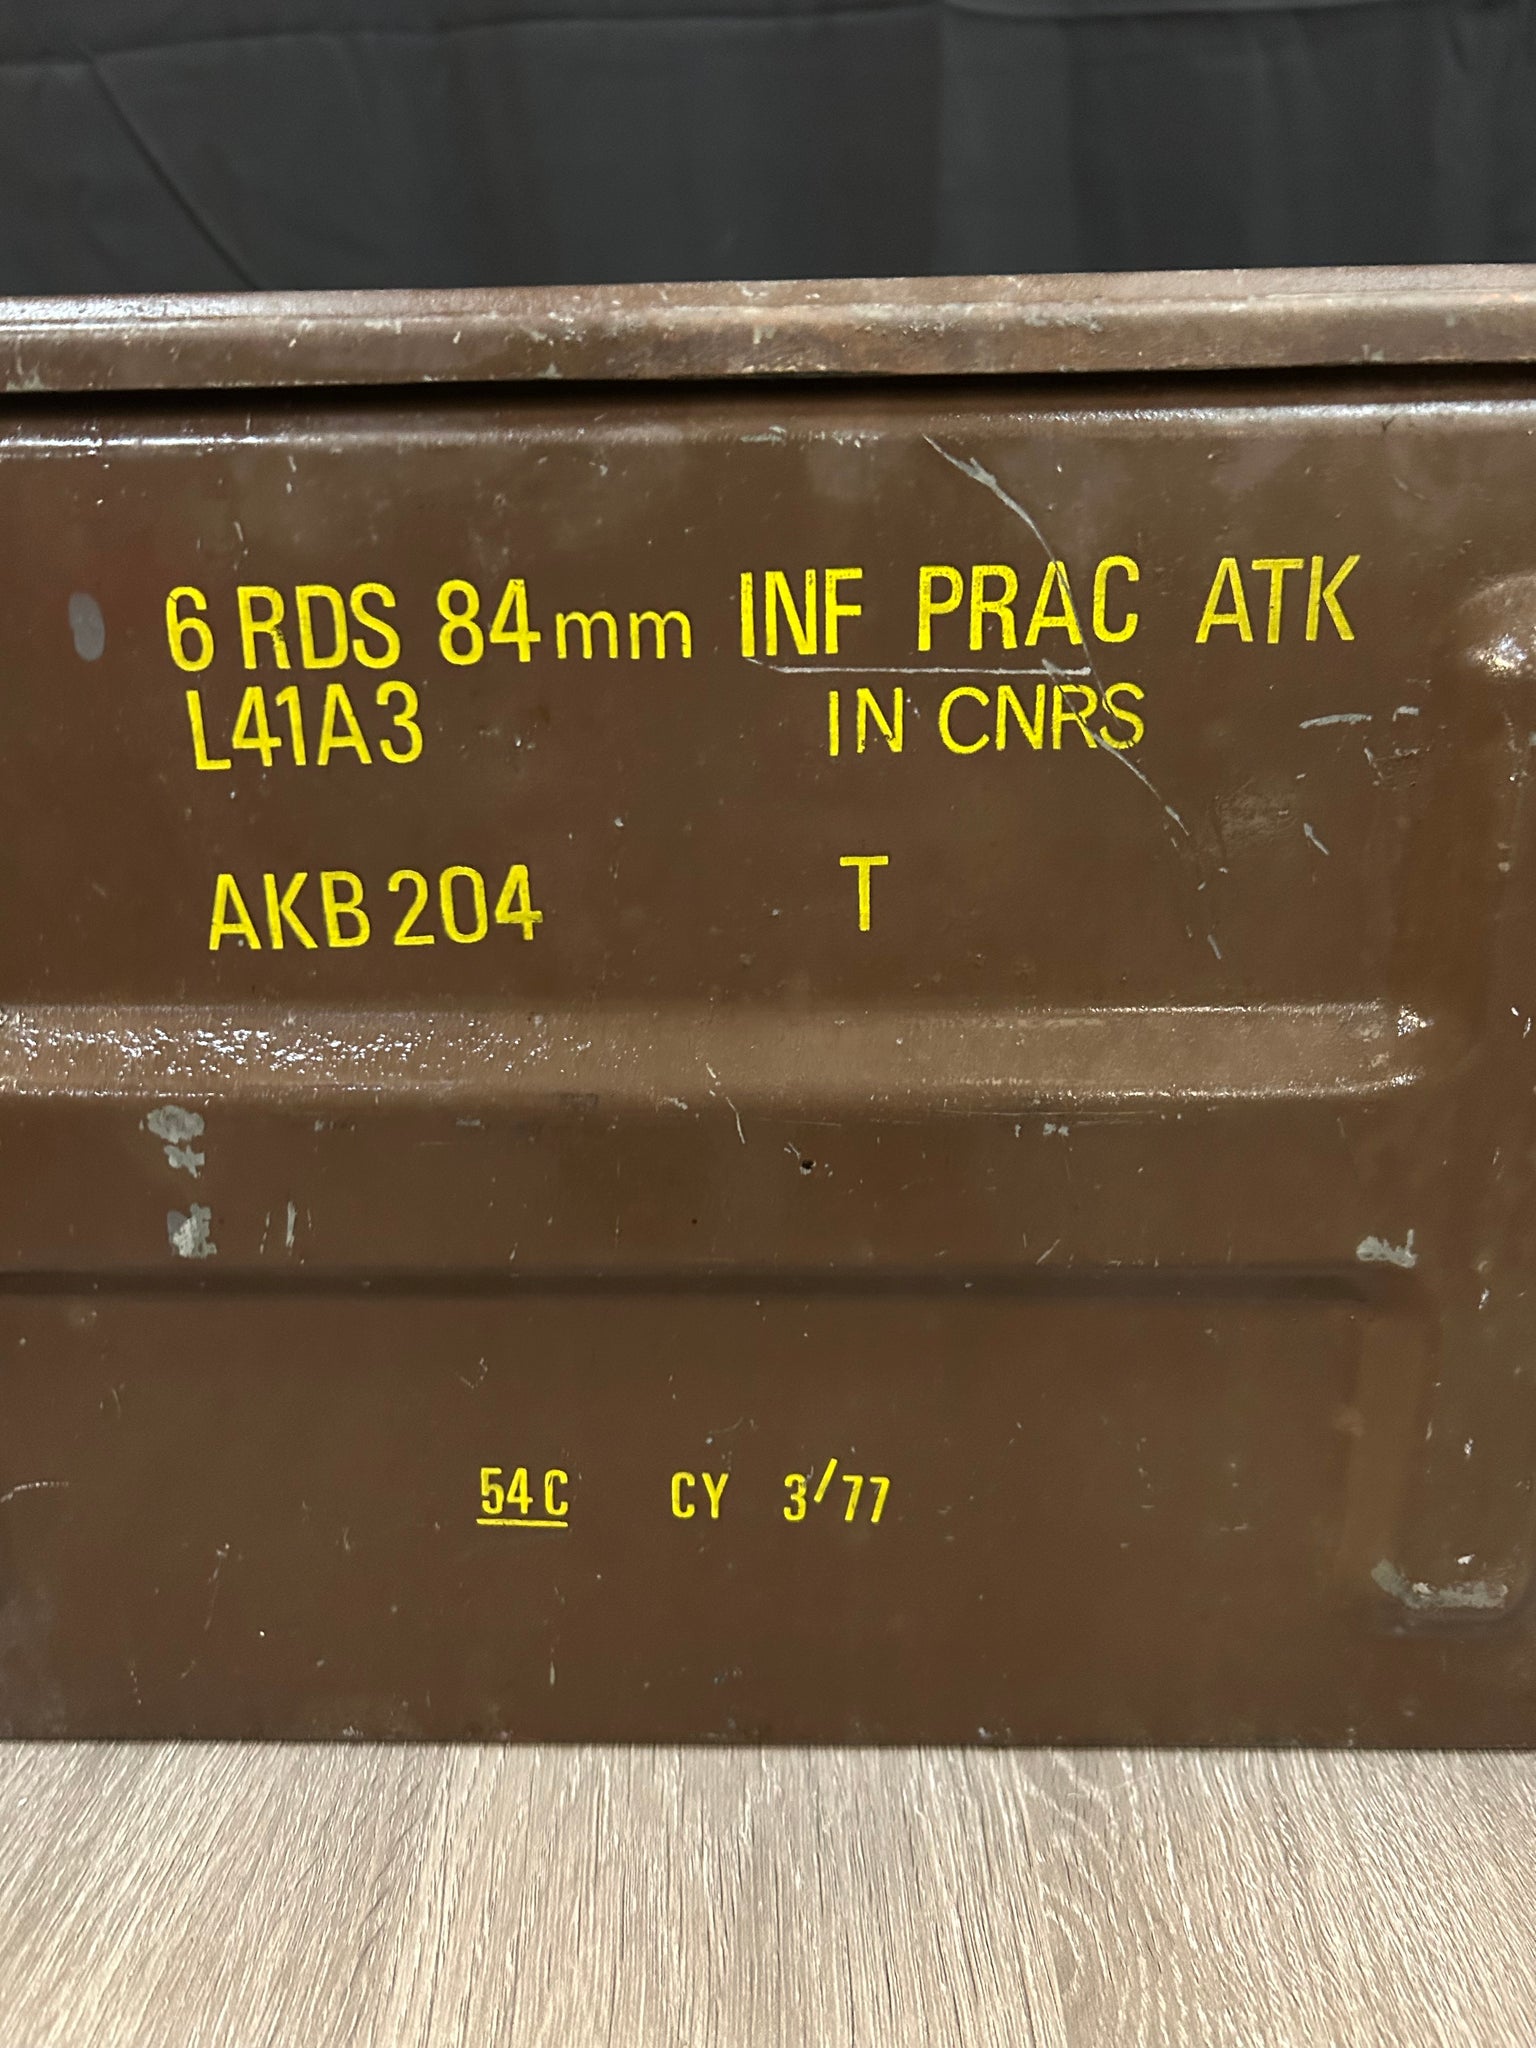 6 RDS 84mm INF PRAC ATK
L41A3 IN CNRS
AKB 204 T
54C CY 3/77